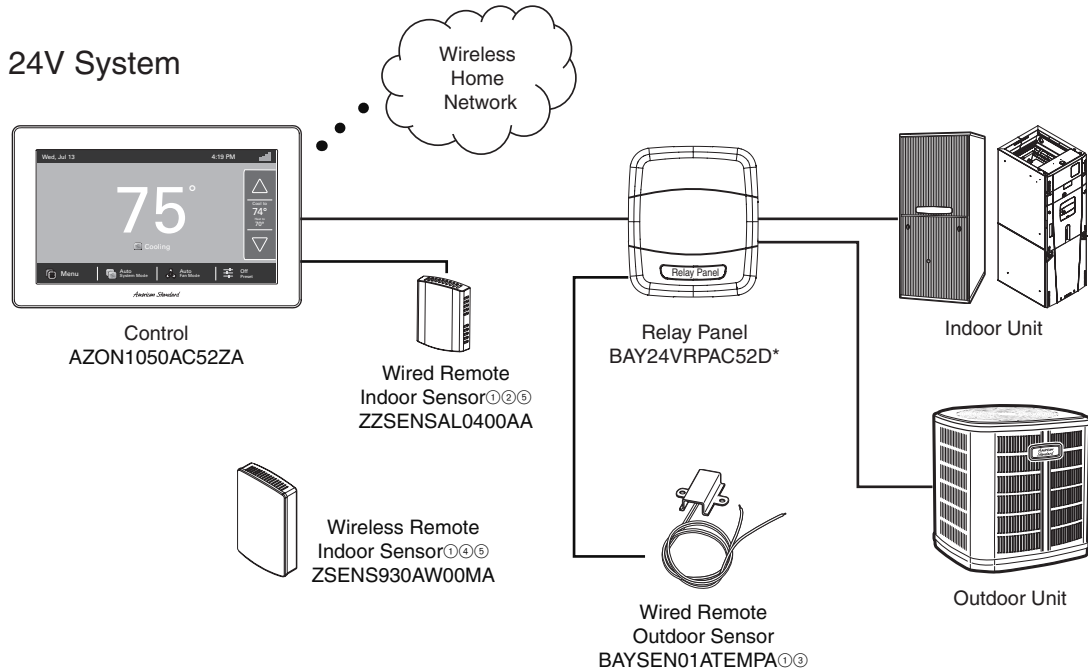 24V System
Wireless
Home
Network
Wed, Jul 13
4:19 PM
75°
Cooling
Cool to
74°
Heat to
70°
Menu
Auto
System Mode
Auto
Fan Mode
Off
Preset
American Standard
Control
AZON1050AC52ZA
Wired Remote
Indoor Sensor①②⑤
ZZSENSAL0400AA
Wireless Remote
Indoor Sensor①④⑤
ZSENS930AW00MA
Relay Panel
Relay Panel
BAY24VRPAC52D*
Wired Remote
Outdoor Sensor
BAYSEN01ATEMPA①③
Indoor Unit
American
Standard
Outdoor Unit